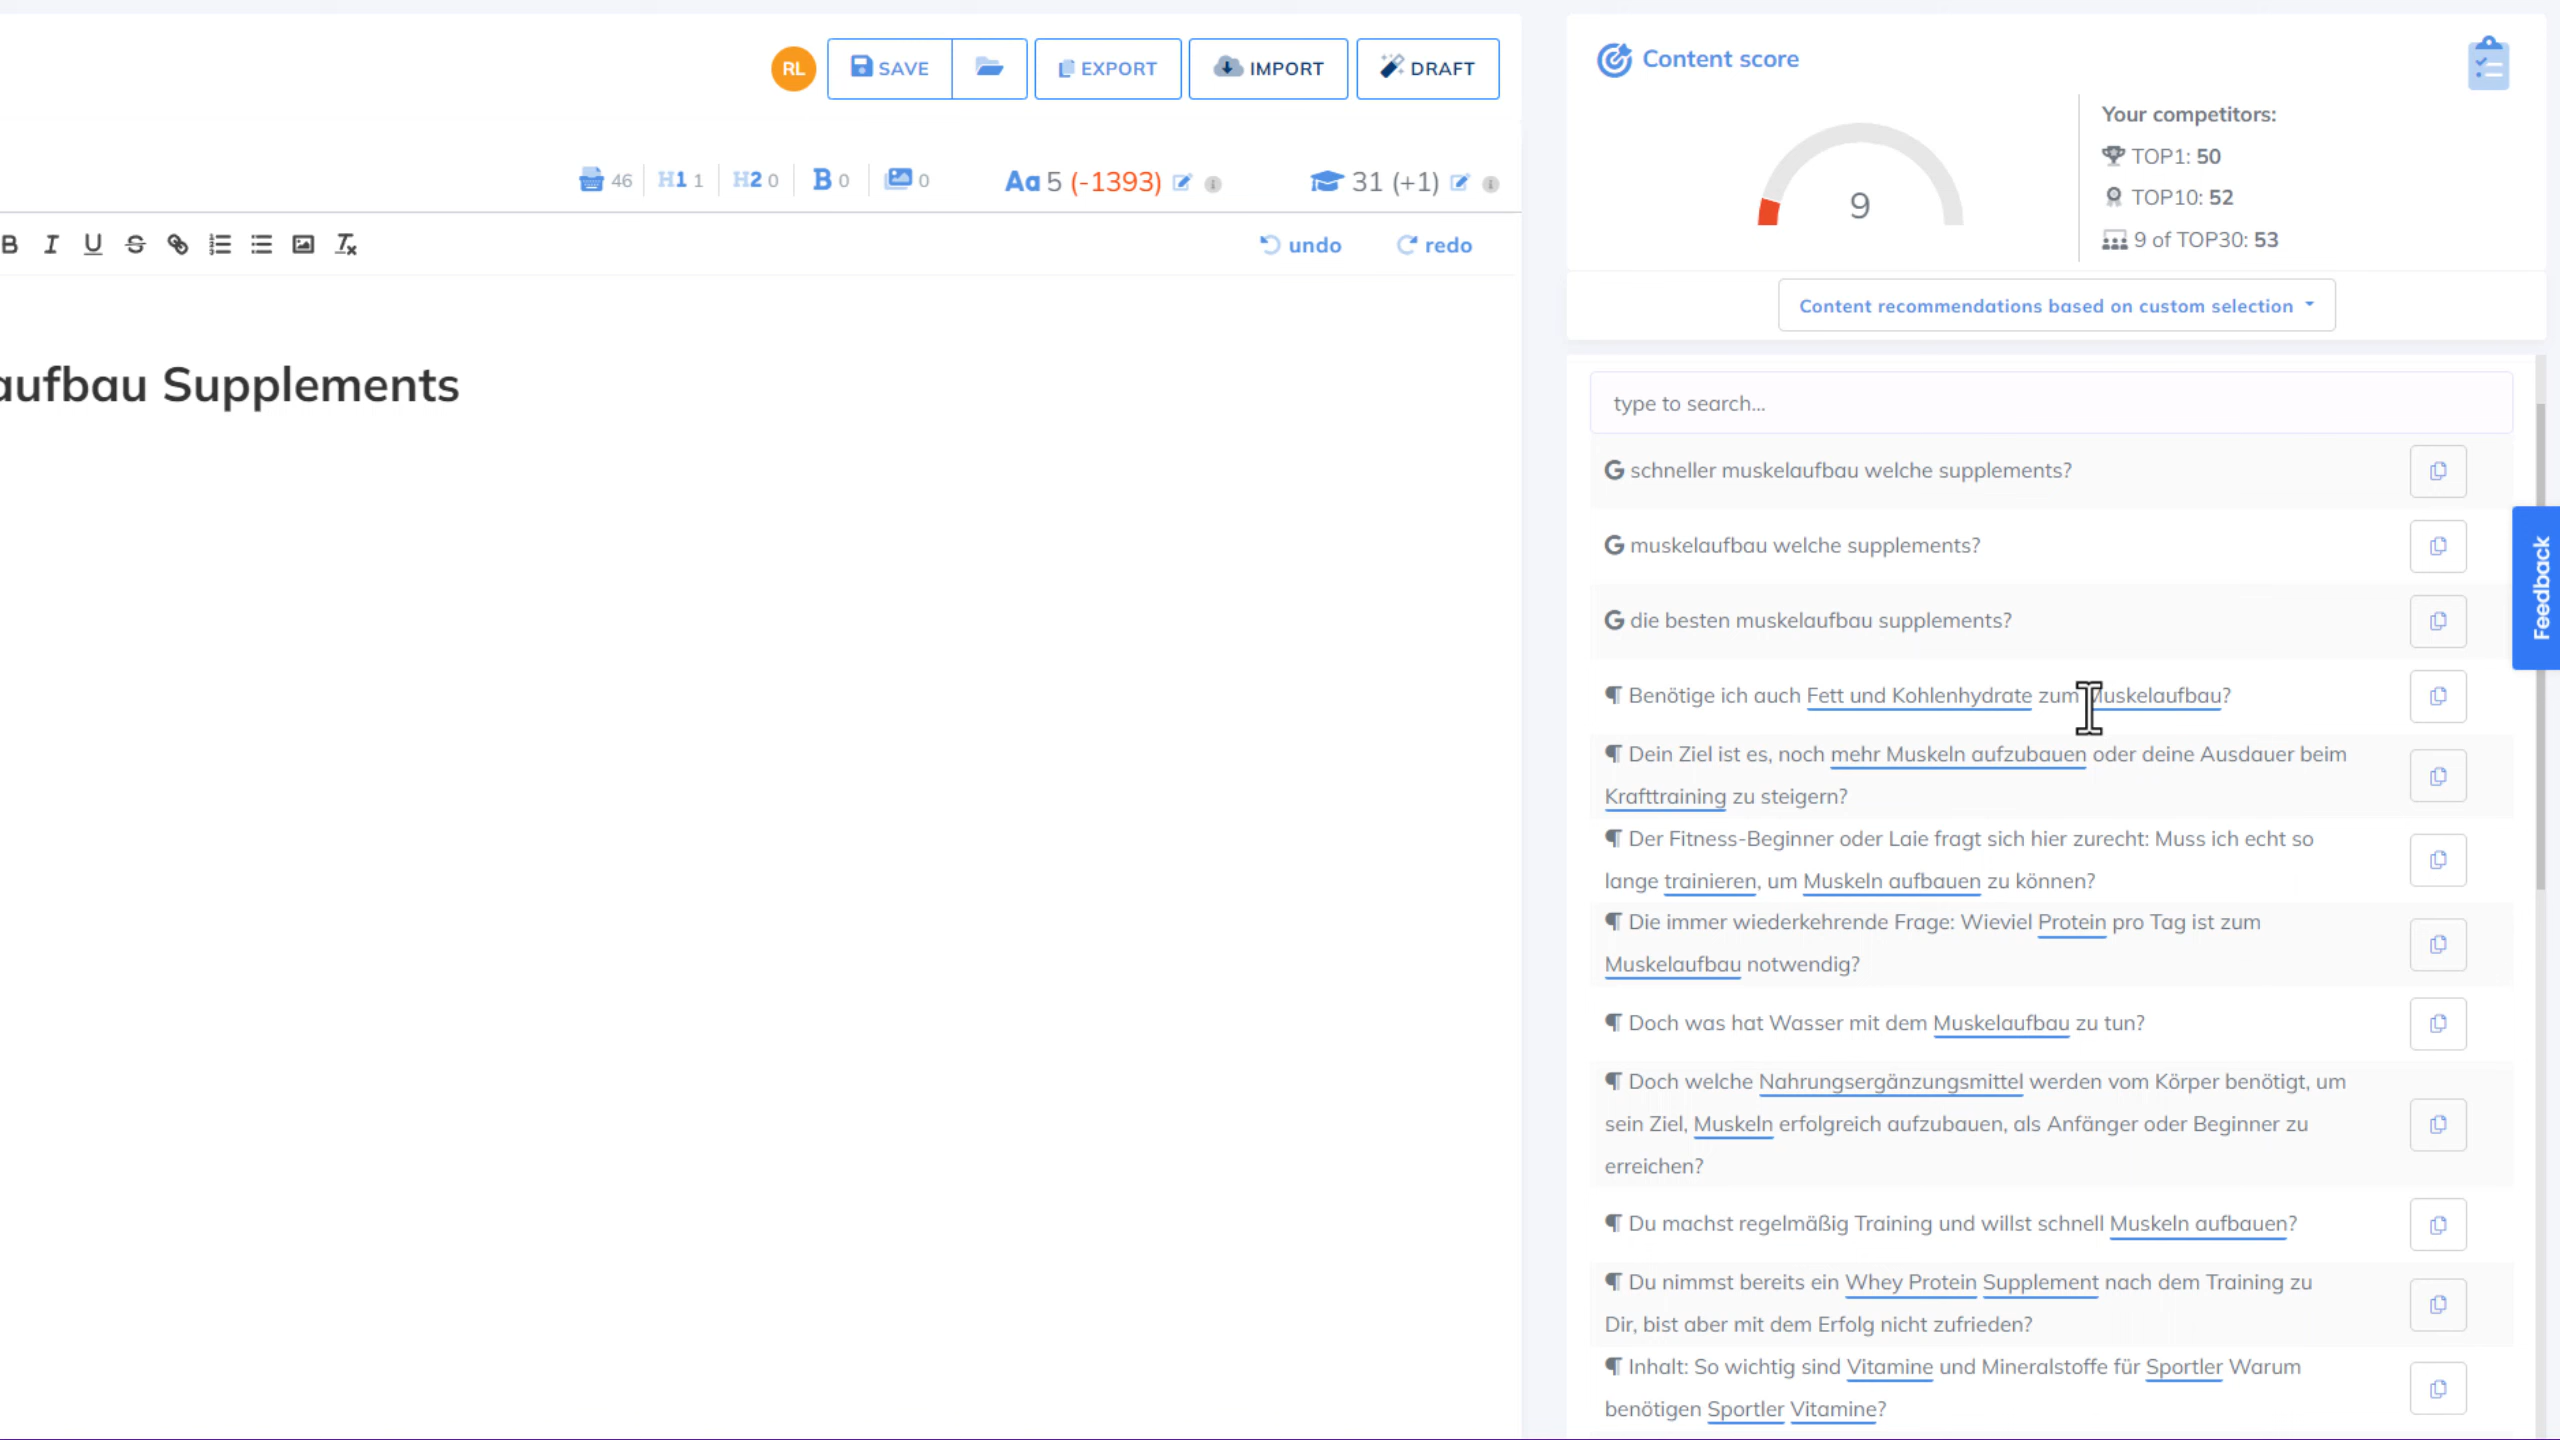 RL SAVE EXPORT IMPORT DRAFT
46 H1 1 H2 0 B 0 0 Aa 5 (-1393) 31 (+1)
B I U S undo redo
aufbau Supplements
Content score
9
Your competitors:
TOP1: 50
TOP10: 52
9 of TOP30: 53
Content recommendations based on custom selection
type to search...
G schneller muskelaufbau welche supplements?
G muskelaufbau welche supplements?
G die besten muskelaufbau supplements?
¶ Benötige ich auch Fett und Kohlenhydrate zum Muskelaufbau?
¶ Dein Ziel ist es, noch mehr Muskeln aufzubauen oder deine Ausdauer beim
Krafttraining zu steigern?
¶ Der Fitness-Beginner oder Laie fragt sich hier zurecht: Muss ich echt so
lange trainieren, um Muskeln aufbauen zu können?
¶ Die immer wiederkehrende Frage: Wieviel Protein pro Tag ist zum
Muskelaufbau notwendig?
¶ Doch was hat Wasser mit dem Muskelaufbau zu tun?
¶ Doch welche Nahrungsergänzungsmittel werden vom Körper benötigt, um
sein Ziel, Muskeln erfolgreich aufzubauen, als Anfänger oder Beginner zu
erreichen?
¶ Du machst regelmäßig Training und willst schnell Muskeln aufbauen?
¶ Du nimmst bereits ein Whey Protein Supplement nach dem Training zu
Dir, bist aber mit dem Erfolg nicht zufrieden?
¶ Inhalt: So wichtig sind Vitamine und Mineralstoffe für Sportler Warum
benötigen Sportler Vitamine?
Feedback